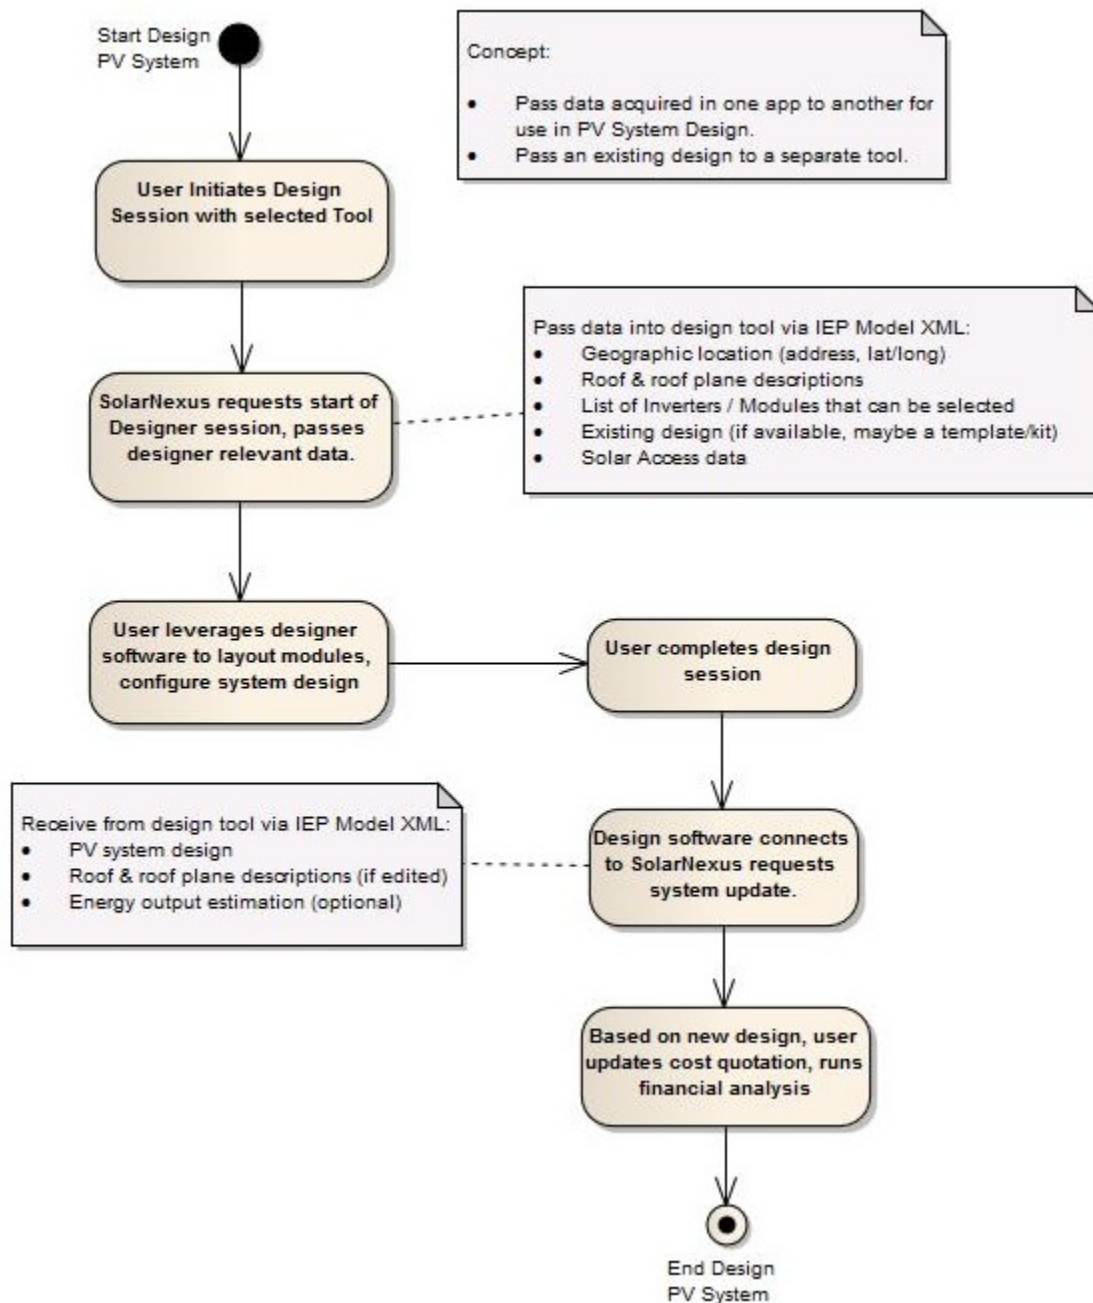 Start Design
PV System
Concept:
• Pass data acquired in one app to another for
use in PV System Design.
• Pass an existing design to a separate tool.
User Initiates Design
Session with selected Tool
Pass data into design tool via IEP Model XML:
• Geographic location (address, lat/long)
• Roof & roof plane descriptions
• List of Inverters / Modules that can be selected
• Existing design (if available, maybe a template/kit)
• Solar Access data
SolarNexus requests start of
Designer session, passes
designer relevant data.
User leverages designer
software to layout modules,
configure system design
User completes design
session
Receive from design tool via IEP Model XML:
• PV system design
• Roof & roof plane descriptions (if edited)
• Energy output estimation (optional)
Design software connects
to SolarNexus requests
system update.
Based on new design, user
updates cost quotation, runs
financial analysis
End Design
PV System